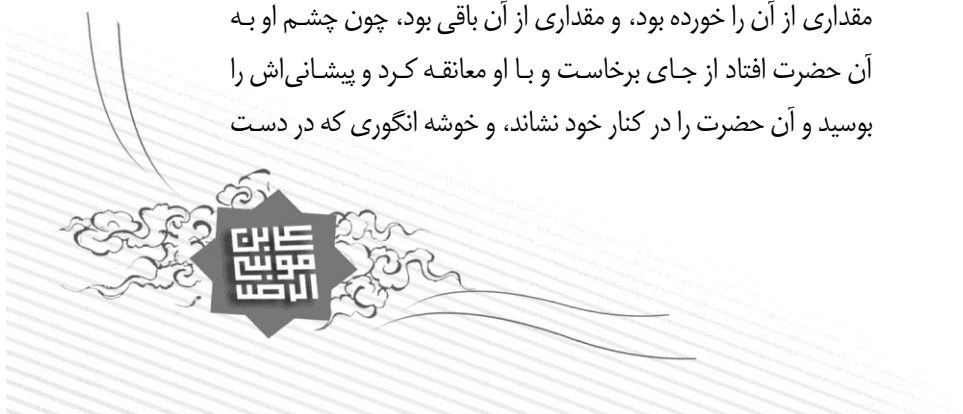 مقداری از آن را خورده بود، و مقداری از آن باقی بود، چون چشم او به
آن حضرت افتاد از جای برخاست و با او معانقه کرد و پیشانی‌اش را
بوسید و آن حضرت را در کنار خود نشاند، و خوشه انگوری که در دست